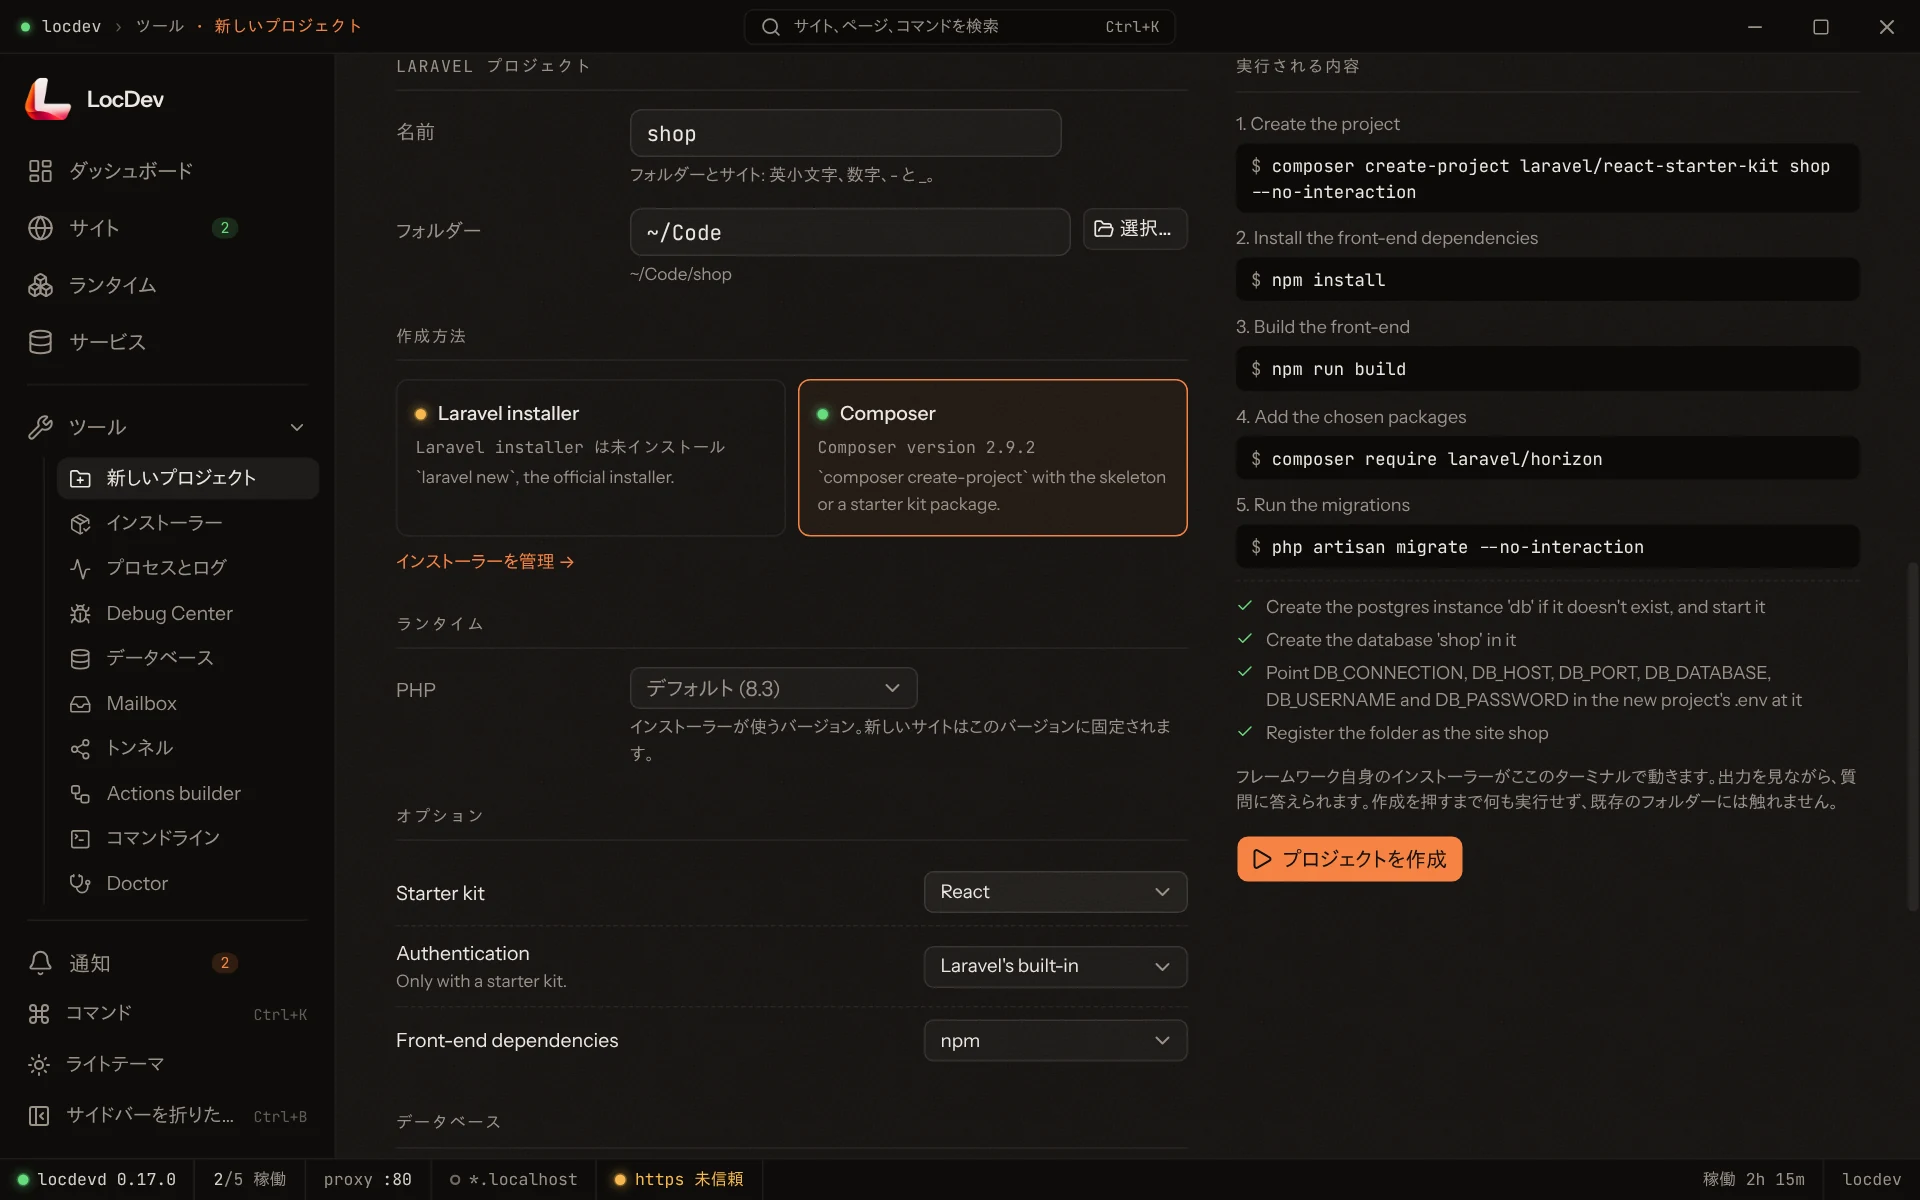 locdev › ツール · 新しいプロジェクト
サイト、ページ、コマンドを検索 Ctrl+K
LocDev
ダッシュボード
サイト 2
ランタイム
サービス
ツール
新しいプロジェクト
インストーラー
プロセスとログ
Debug Center
データベース
Mailbox
トンネル
Actions builder
コマンドライン
Doctor
通知 2
コマンド Ctrl+K
ライトテーマ
サイドバーを折りた… Ctrl+B
LARAVEL プロジェクト
名前
shop
フォルダーとサイト: 英小文字、数字、- と _。
フォルダー
~/Code
選択…
~/Code/shop
作成方法
Laravel installer
Laravel installer は未インストール
`laravel new`, the official installer.
Composer
Composer version 2.9.2
`composer create-project` with the skeleton
or a starter kit package.
インストーラーを管理 →
ランタイム
PHP
デフォルト (8.3)
インストーラーが使うバージョン。新しいサイトはこのバージョンに固定されま
す。
オプション
Starter kit
React
Authentication
Only with a starter kit.
Laravel's built-in
Front-end dependencies
npm
データベース
実行される内容
1. Create the project
$ composer create-project laravel/react-starter-kit shop
--no-interaction
2. Install the front-end dependencies
$ npm install
3. Build the front-end
$ npm run build
4. Add the chosen packages
$ composer require laravel/horizon
5. Run the migrations
$ php artisan migrate --no-interaction
Create the postgres instance 'db' if it doesn't exist, and start it
Create the database 'shop' in it
Point DB_CONNECTION, DB_HOST, DB_PORT, DB_DATABASE,
DB_USERNAME and DB_PASSWORD in the new project's .env at it
Register the folder as the site shop
フレームワーク自身のインストーラーがここのターミナルで動きます。出力を見ながら、質
問に答えられます。作成を押すまで何も実行せず、既存のフォルダーには触れません。
プロジェクトを作成
locdevd 0.17.0
2/5 稼働
proxy :80
*.localhost
https 未信頼
稼働 2h 15m
locdev